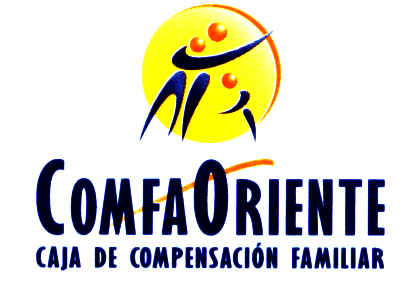 COMFAORIENTE
CAJA DE COMPENSACIÓN FAMILIAR